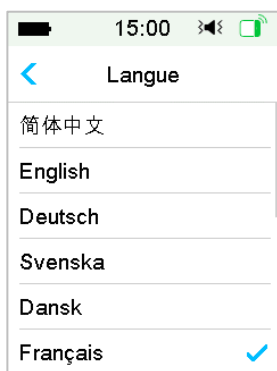 15:00
Langue
简体中文
English
Deutsch
Svenska
Dansk
Français